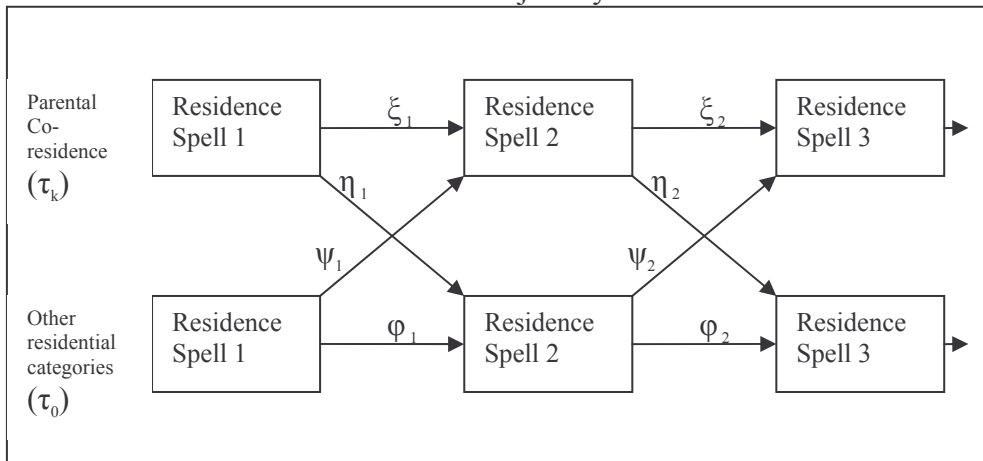 Parental
Co-
residence
(τₖ)
Residence
Spell 1
ξ₁
Residence
Spell 2
ξ₂
Residence
Spell 3
η₁
η₂
ψ₁
ψ₂
Other
residential
categories
(τ₀)
Residence
Spell 1
φ₁
Residence
Spell 2
φ₂
Residence
Spell 3